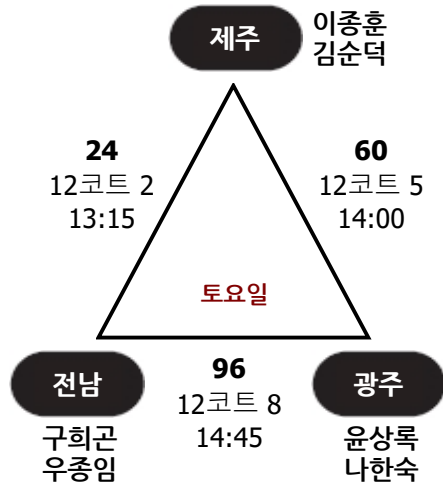 제주
이종훈
김순덕
24
12코트 2
13:15
60
12코트 5
14:00
토요일
전남
구희곤
우종임
96
12코트 8
14:45
광주
윤상록
나한숙